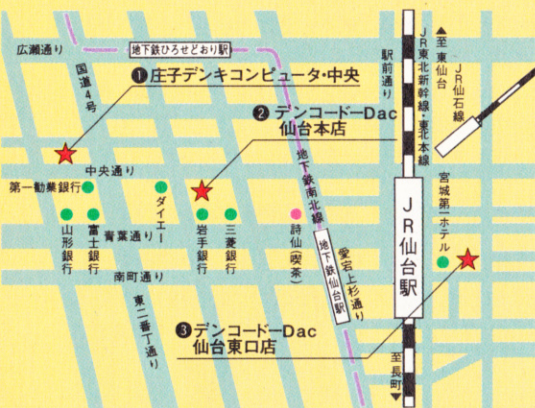 広瀬通り
地下鉄ひろせどおり駅
国道4号
❶庄子デンキコンピュータ・中央
❷デンコードーDac
仙台本店
駅前通り
JR東北新幹線・東北本線
▲至東仙台
JR仙石線
中央通り
第一勧業銀行
ダイエー
地下鉄南北線
宮城第一ホテル
JR仙台駅
山形銀行
富士銀行
青葉通り
岩手銀行
三菱銀行
詩仙(喫茶)
地下鉄仙台駅
愛宕上杉通り
南町通り
東二番丁通り
❸デンコードーDac
仙台東口店
至長町▼